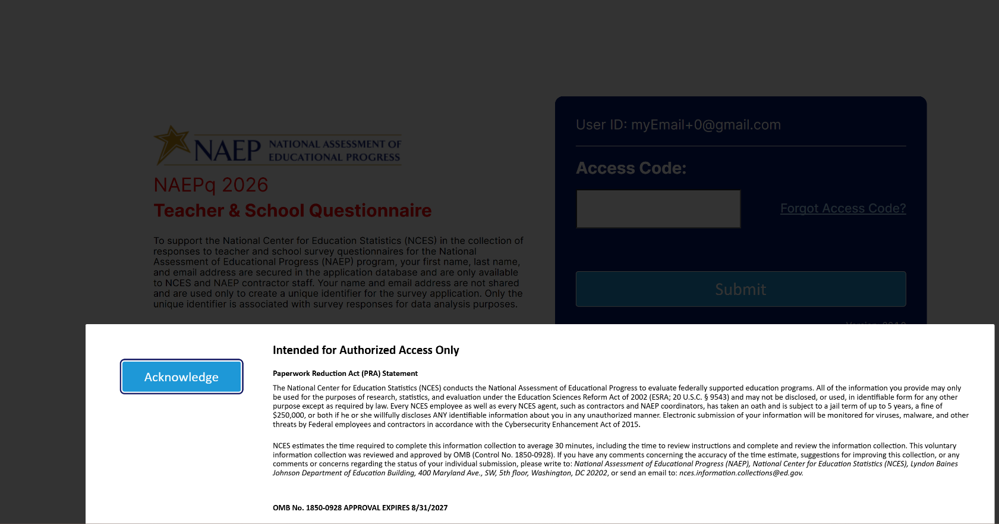 NAEP NATIONAL ASSESSMENT OF
EDUCATIONAL PROGRESS
NAEPq 2026
Teacher & School Questionnaire
To support the National Center for Education Statistics (NCES) in the collection of
responses to teacher and school survey questionnaires for the National
Assessment of Educational Progress (NAEP) program, your first name, last name,
and email address are secured in the application database and are only available
to NCES and NAEP contractor staff. Your name and email address are not shared
and are used only to create a unique identifier for the survey application. Only the
unique identifier is associated with survey responses for data analysis purposes.
User ID: myEmail+0@gmail.com
Access Code:
Forgot Access Code?
Submit
Acknowledge
Intended for Authorized Access Only
Paperwork Reduction Act (PRA) Statement
The National Center for Education Statistics (NCES) conducts the National Assessment of Educational Progress to evaluate federally supported education programs. All of the information you provide may only
be used for the purposes of research, statistics, and evaluation under the Education Sciences Reform Act of 2002 (ESRA; 20 U.S.C. § 9543) and may not be disclosed, or used, in identifiable form for any other
purpose except as required by law. Every NCES employee as well as every NCES agent, such as contractors and NAEP coordinators, has taken an oath and is subject to a jail term of up to 5 years, a fine of
$250,000, or both if he or she willfully discloses ANY identifiable information about you in any unauthorized manner. Electronic submission of your information will be monitored for viruses, malware, and other
threats by Federal employees and contractors in accordance with the Cybersecurity Enhancement Act of 2015.
NCES estimates the time required to complete this information collection to average 30 minutes, including the time to review instructions and complete and review the information collection. This voluntary
information collection was reviewed and approved by OMB (Control No. 1850-0928). If you have any comments concerning the accuracy of the time estimate, suggestions for improving this collection, or any
comments or concerns regarding the status of your individual submission, please write to: National Assessment of Educational Progress (NAEP), National Center for Education Statistics (NCES), Lyndon Baines
Johnson Department of Education Building, 400 Maryland Ave., SW, 5th floor, Washington, DC 20202, or send an email to: nces.information.collections@ed.gov.
OMB No. 1850-0928 APPROVAL EXPIRES 8/31/2027